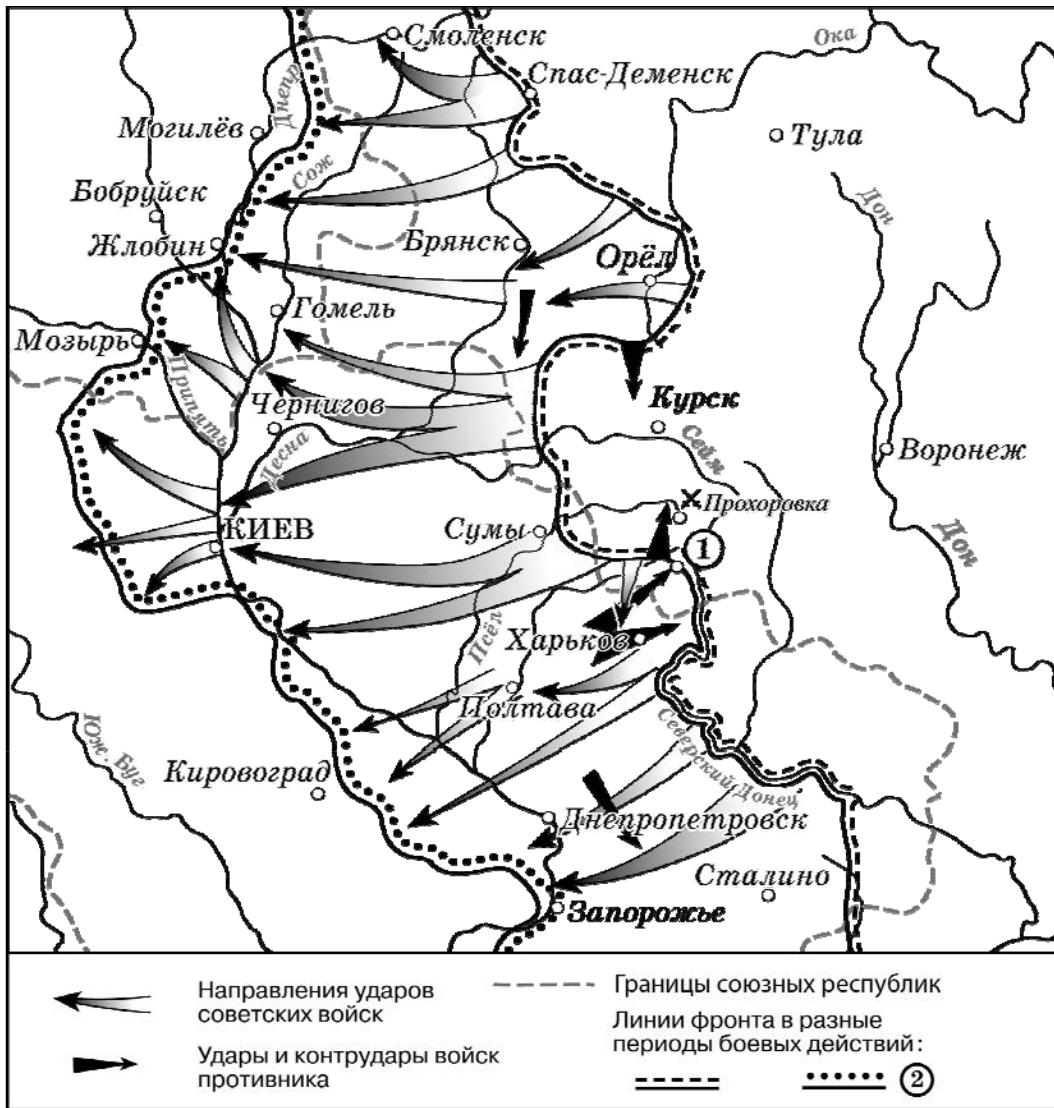 Смоленск
Ока
Спас-Деменск
Днепр
Могилёв
Тула
Сож
Бобруйск
Дон
Жлобин
Брянск
Орёл
Гомель
Мозырь
Припять
Чернигов
Курск
Десна
Сейм
Воронеж
Прохоровка
КИЕВ
Сумы
1
Дон
Псёл
Харьков
Полтава
Юж. Буг
Северский Донец
Кировоград
Днепропетровск
Сталино
Запорожье
Направления ударов
советских войск
Удары и контрудары войск
противника
Границы союзных республик
Линии фронта в разные
периоды боевых действий:
2